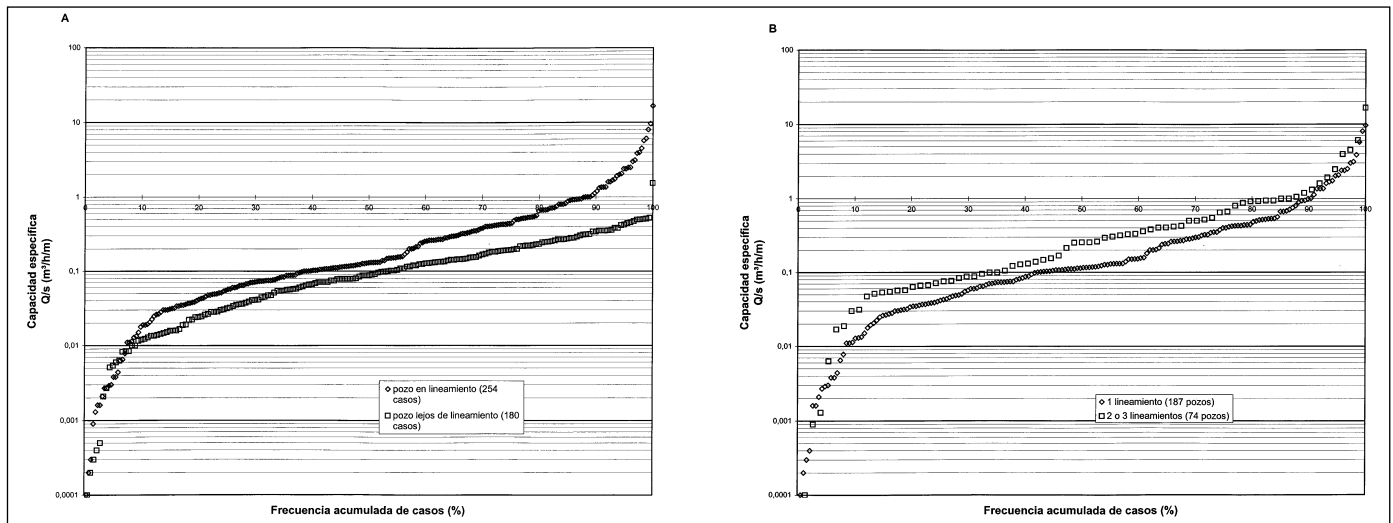 A
100
10
1
0,1
0,01
0,001
0,0001
0 10 20 30 40 50 60 70 80 90 100
Capacidad específica
Q/s (m³/h/m)
Frecuencia acumulada de casos (%)
pozo en lineamiento (254
casos)
pozo lejos de lineamiento (180
casos)
B
100
10
1
0,1
0,01
0,001
0,0001
0 10 20 30 40 50 60 70 80 90 100
Capacidad específica
Q/s (m³/h/m)
Frecuencia acumulada de casos (%)
1 lineamiento (187 pozos)
2 o 3 lineamientos (74 pozos)